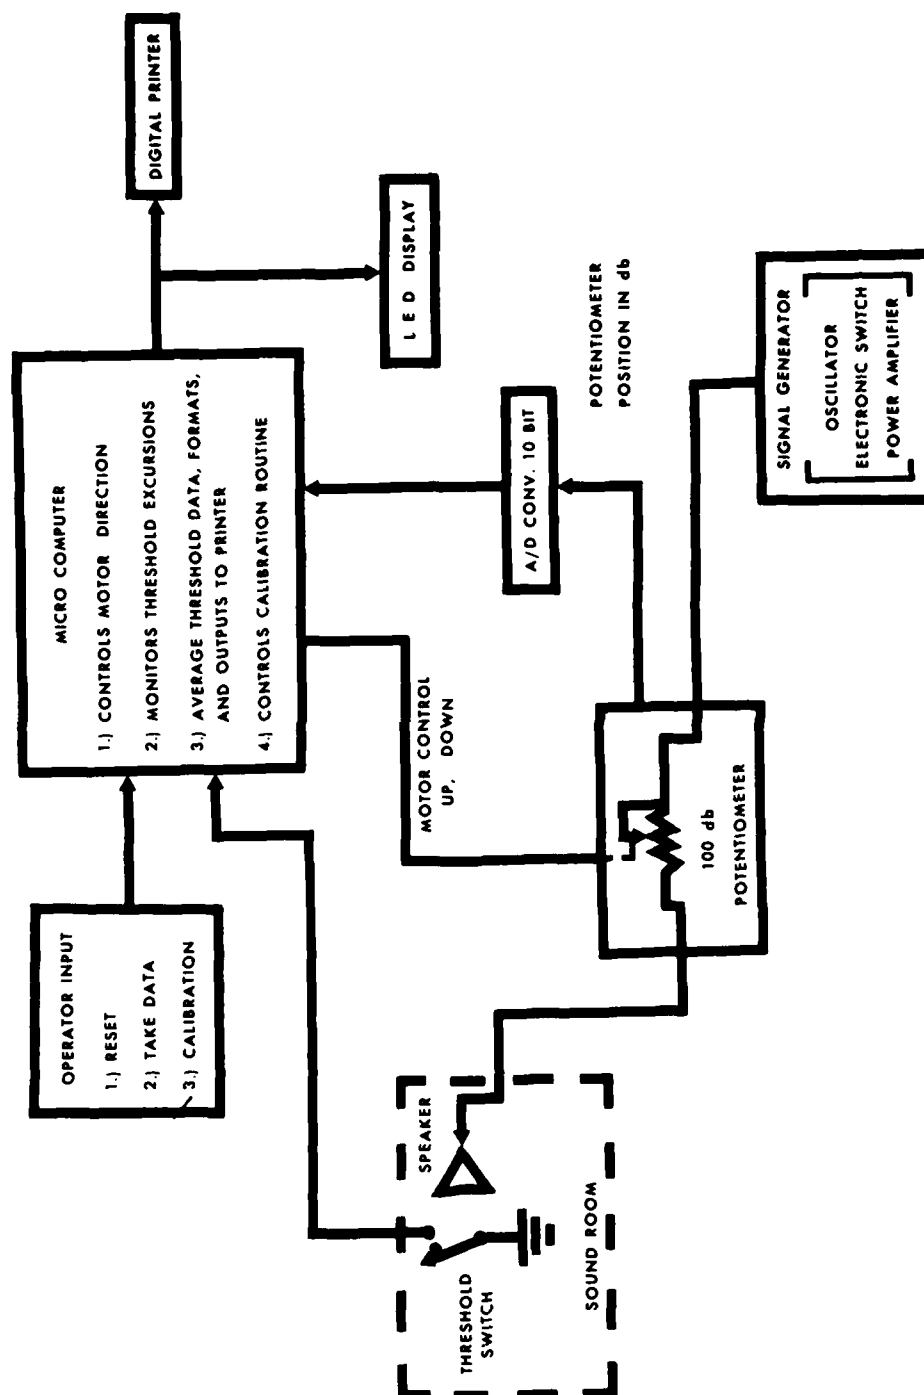 OPERATOR INPUT
1.) RESET
2.) TAKE DATA
3.) CALIBRATION
MICRO COMPUTER
1.) CONTROLS MOTOR DIRECTION
2.) MONITORS THRESHOLD EXCURSIONS
3.) AVERAGE THRESHOLD DATA, FORMATS,
AND OUTPUTS TO PRINTER
4.) CONTROLS CALIBRATION ROUTINE
DIGITAL PRINTER
LED DISPLAY
MOTOR CONTROL
UP, DOWN
A/D CONV. 10 BIT
POTENTIOMETER
POSITION IN db
SPEAKER
THRESHOLD
SWITCH
SOUND ROOM
100 db
POTENTIOMETER
SIGNAL GENERATOR
OSCILLATOR
ELECTRONIC SWITCH
POWER AMPLIFIER